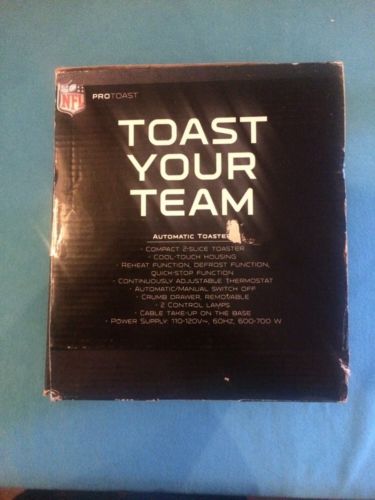 NFL
PROTOAST
TOAST
YOUR
TEAM
AUTOMATIC TOASTER
- COMPACT 2-SLICE TOASTER
- COOL-TOUCH HOUSING
- REHEAT FUNCTION, DEFROST FUNCTION,
QUICK-STOP FUNCTION
- CONTINUOUSLY ADJUSTABLE THERMOSTAT
- AUTOMATIC/MANUAL SWITCH OFF
- CRUMB DRAWER, REMOVABLE
- 2 CONTROL LAMPS
- CABLE TAKE-UP ON THE BASE
- POWER SUPPLY: 110-120V~, 60HZ, 600-700 W